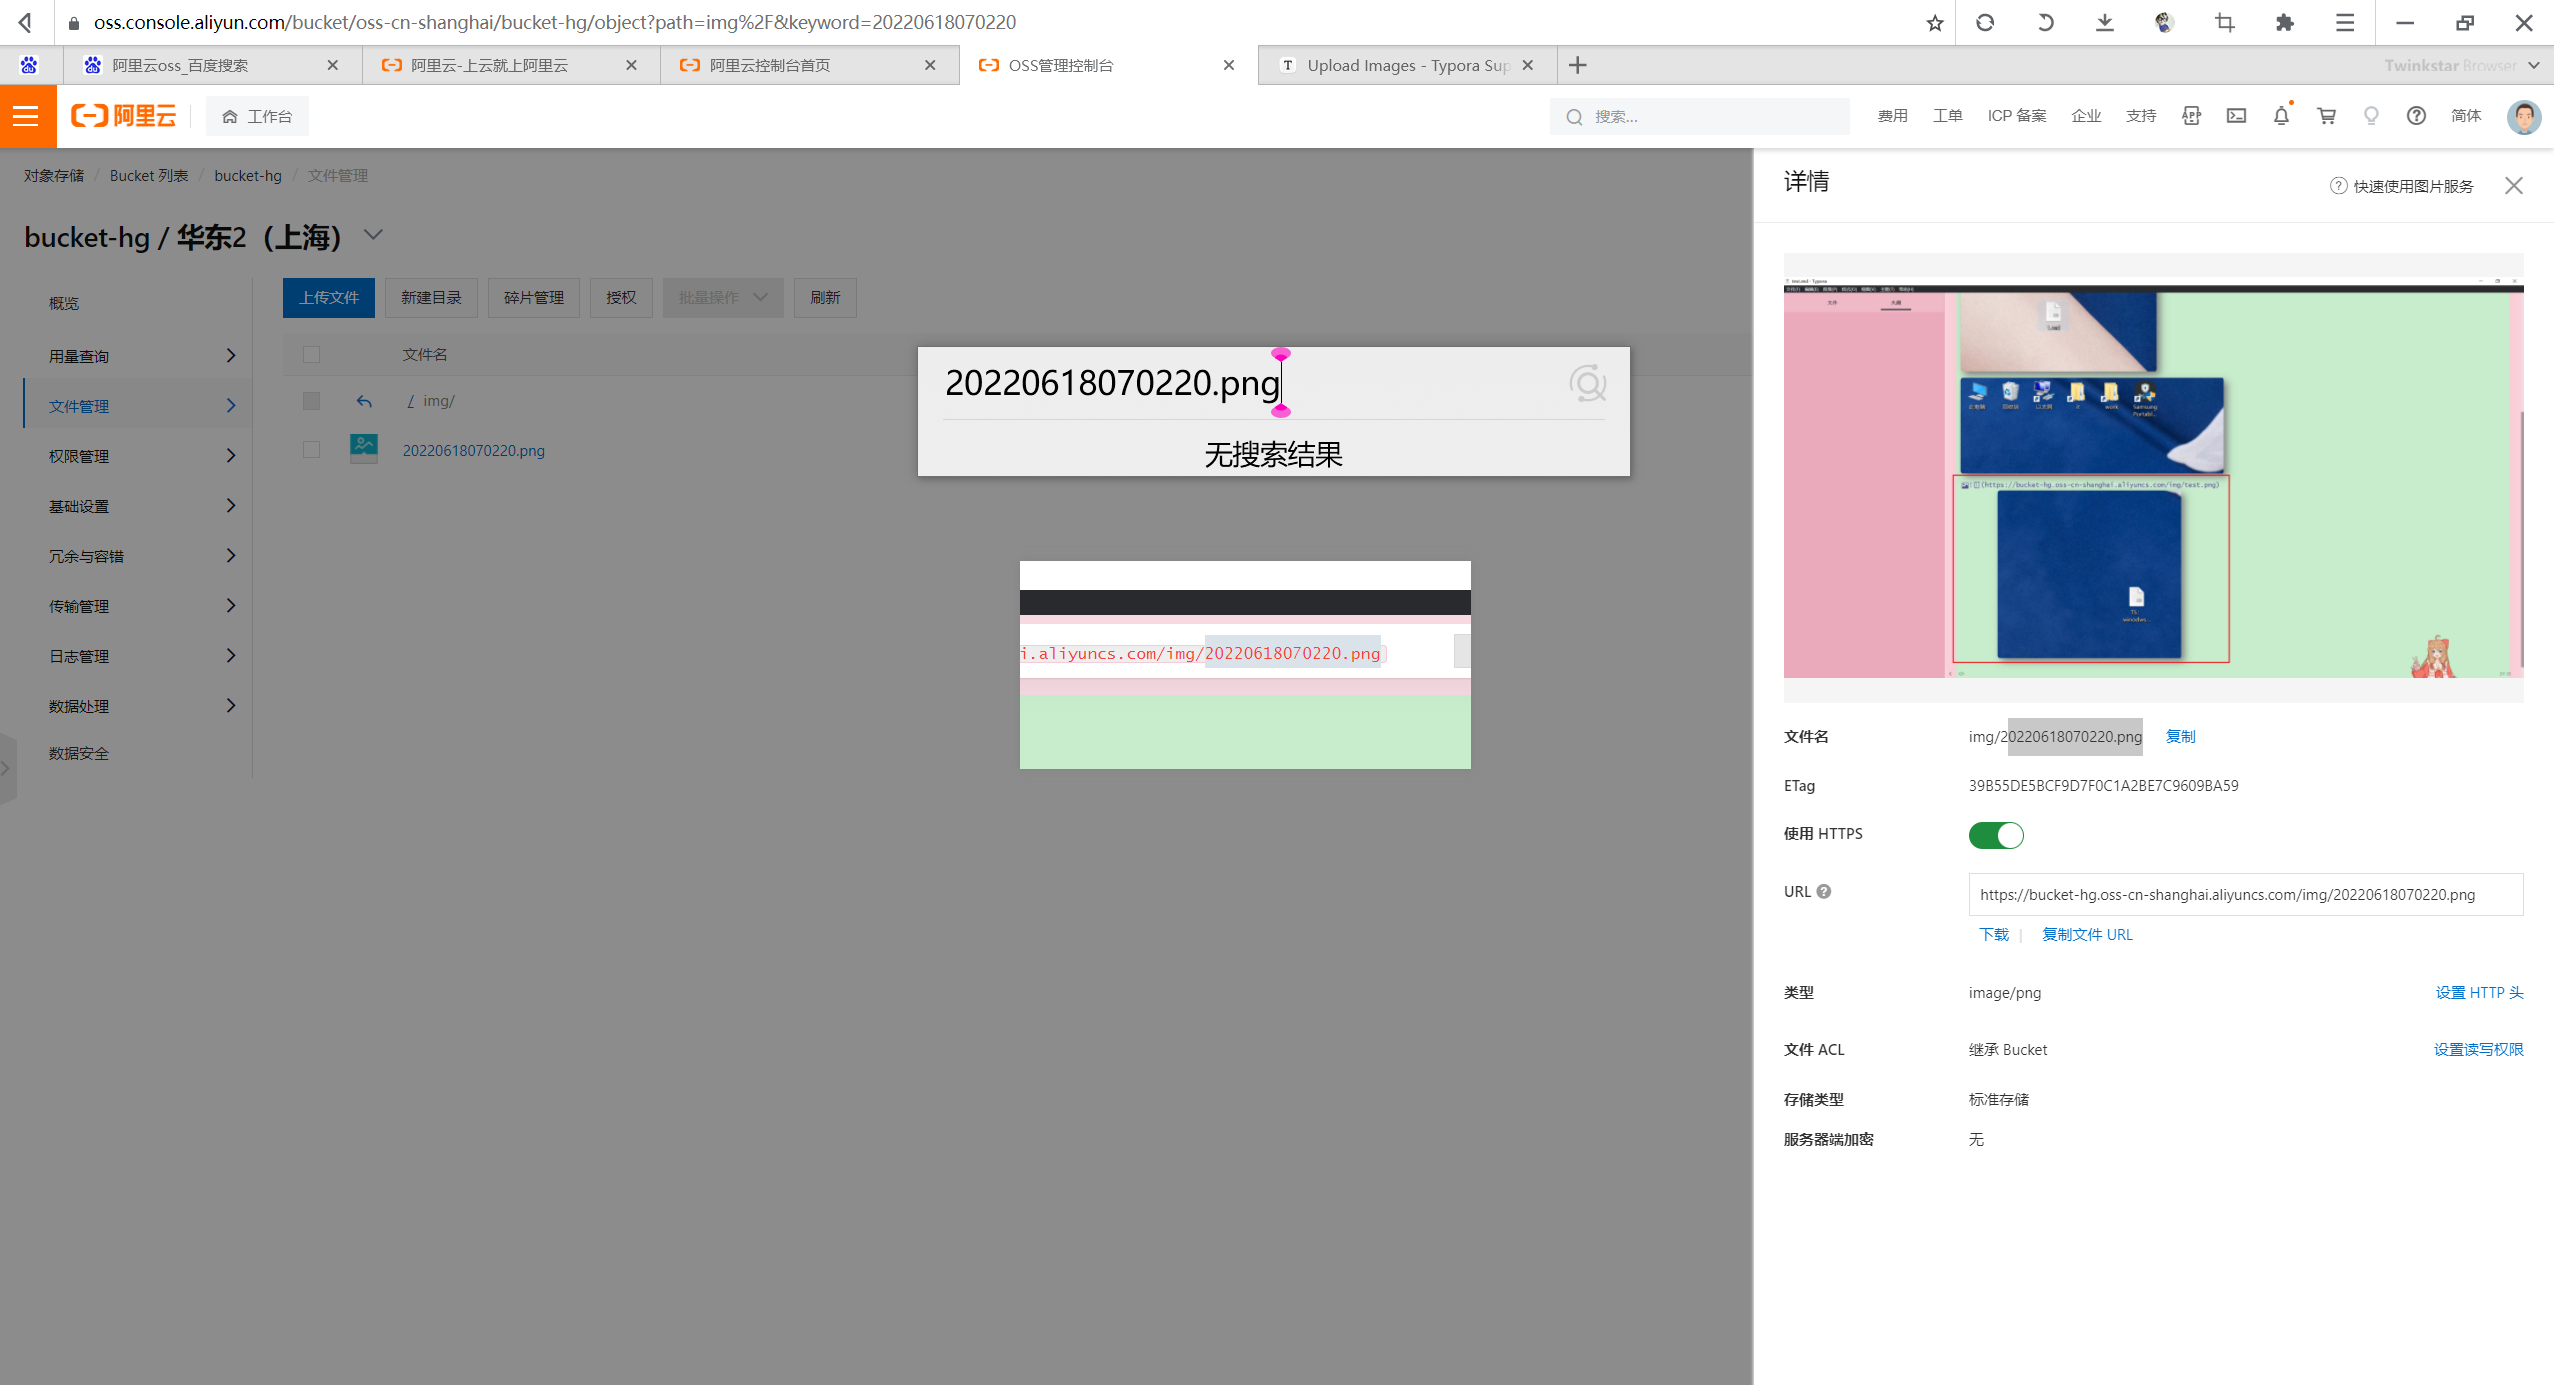 oss.console.aliyun.com/bucket/oss-cn-shanghai/bucket-hg/object?path=img%2F&keyword=20220618070220
阿里云oss_百度搜索
阿里云-上云就上阿里云
阿里云控制台首页
OSS管理控制台
T Upload Images - Typora Sup
Twinkstar Browser
阿里云
工作台
搜索...
费用
工单
ICP 备案
企业
支持
APP
简体
对象存储 / Bucket 列表 / bucket-hg / 文件管理
bucket-hg / 华东2（上海）
概览
用量查询
文件管理
权限管理
基础设置
冗余与容错
传输管理
日志管理
数据处理
数据安全
上传文件
新建目录
碎片管理
授权
批量操作
刷新
文件名
/ img/
20220618070220.png
20220618070220.png
无搜索结果
i.aliyuncs.com/img/20220618070220.png
详情
快速使用图片服务
![](https://bucket-hg.oss-cn-shanghai.aliyuncs.com/img/test.png)
文件名
img/20220618070220.png
复制
ETag
39B55DE5BCF9D7F0C1A2BE7C9609BA59
使用 HTTPS
URL
https://bucket-hg.oss-cn-shanghai.aliyuncs.com/img/20220618070220.png
下载 | 复制文件 URL
类型
image/png
设置 HTTP 头
文件 ACL
继承 Bucket
设置读写权限
存储类型
标准存储
服务器端加密
无